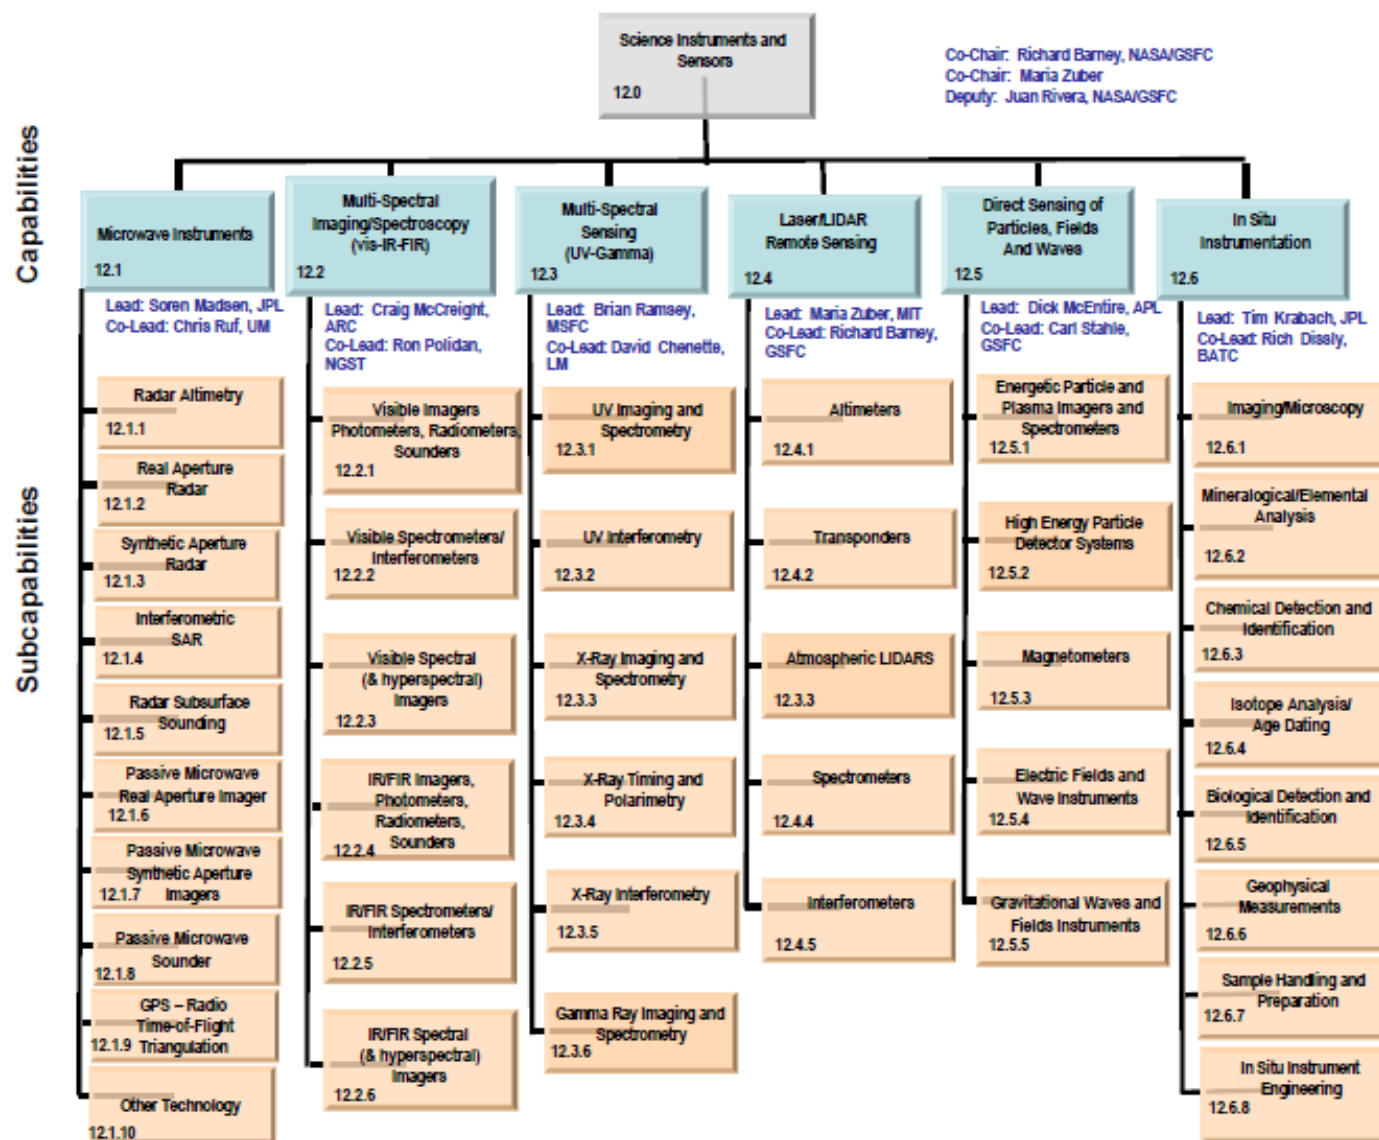 Science Instruments and
Sensors
12.0
Co-Chair: Richard Barney, NASA/GSFC
Co-Chair: Maria Zuber
Deputy: Juan Rivera, NASA/GSFC
Capabilities
Subcapabilities
Microwave Instruments
12.1
Lead: Soren Madsen, JPL
Co-Lead: Chris Ruf, UM
Radar Altimetry
12.1.1
Real Aperture
Radar
12.1.2
Synthetic Aperture
Radar
12.1.3
Interferometric
SAR
12.1.4
Radar Subsurface
Sounding
12.1.5
Passive Microwave
Real Aperture Imager
12.1.6
Passive Microwave
Synthetic Aperture
Imagers
12.1.7
Passive Microwave
Sounder
12.1.8
GPS – Radio
Time-of-Flight
Triangulation
12.1.9
Other Technology
12.1.10
Multi-Spectral
Imaging/Spectroscopy
(vis-IR-FIR)
12.2
Lead: Craig McCreight,
ARC
Co-Lead: Ron Polidan,
NGST
Visible Imagers
Photometers, Radiometers,
Sounders
12.2.1
Visible Spectrometers/
Interferometers
12.2.2
Visible Spectral
(& hyperspectral)
Imagers
12.2.3
IR/FIR Imagers,
Photometers,
Radiometers,
Sounders
12.2.4
IR/FIR Spectrometers/
Interferometers
12.2.5
IR/FIR Spectral
(& hyperspectral)
Imagers
12.2.6
Multi-Spectral
Sensing
(UV-Gamma)
12.3
Lead: Brian Ramsey,
MSFC
Co-Lead: David Chenette,
LM
UV Imaging and
Spectrometry
12.3.1
UV Interferometry
12.3.2
X-Ray Imaging and
Spectrometry
12.3.3
X-Ray Timing and
Polarimetry
12.3.4
X-Ray Interferometry
12.3.5
Gamma Ray Imaging and
Spectrometry
12.3.6
Laser/LIDAR
Remote Sensing
12.4
Lead: Maria Zuber, MIT
Co-Lead: Richard Barney,
GSFC
Altimeters
12.4.1
Transponders
12.4.2
Atmospheric LIDARS
12.3.3
Spectrometers
12.4.4
Interferometers
12.4.5
Direct Sensing of
Particles, Fields
And Waves
12.5
Lead: Dick McEntire, APL
Co-Lead: Carl Stahle,
GSFC
Energetic Particle and
Plasma Imagers and
Spectrometers
12.5.1
High Energy Particle
Detector Systems
12.5.2
Magnetometers
12.5.3
Electric Fields and
Wave Instruments
12.5.4
Gravitational Waves and
Fields Instruments
12.5.5
In Situ
Instrumentation
12.6
Lead: Tim Krabach, JPL
Co-Lead: Rich Dissly,
BATC
Imaging/Microscopy
12.6.1
Mineralogical/Elemental
Analysis
12.6.2
Chemical Detection and
Identification
12.6.3
Isotope Analysis/
Age Dating
12.6.4
Biological Detection and
Identification
12.6.5
Geophysical
Measurements
12.6.6
Sample Handling and
Preparation
12.6.7
In Situ Instrument
Engineering
12.6.8